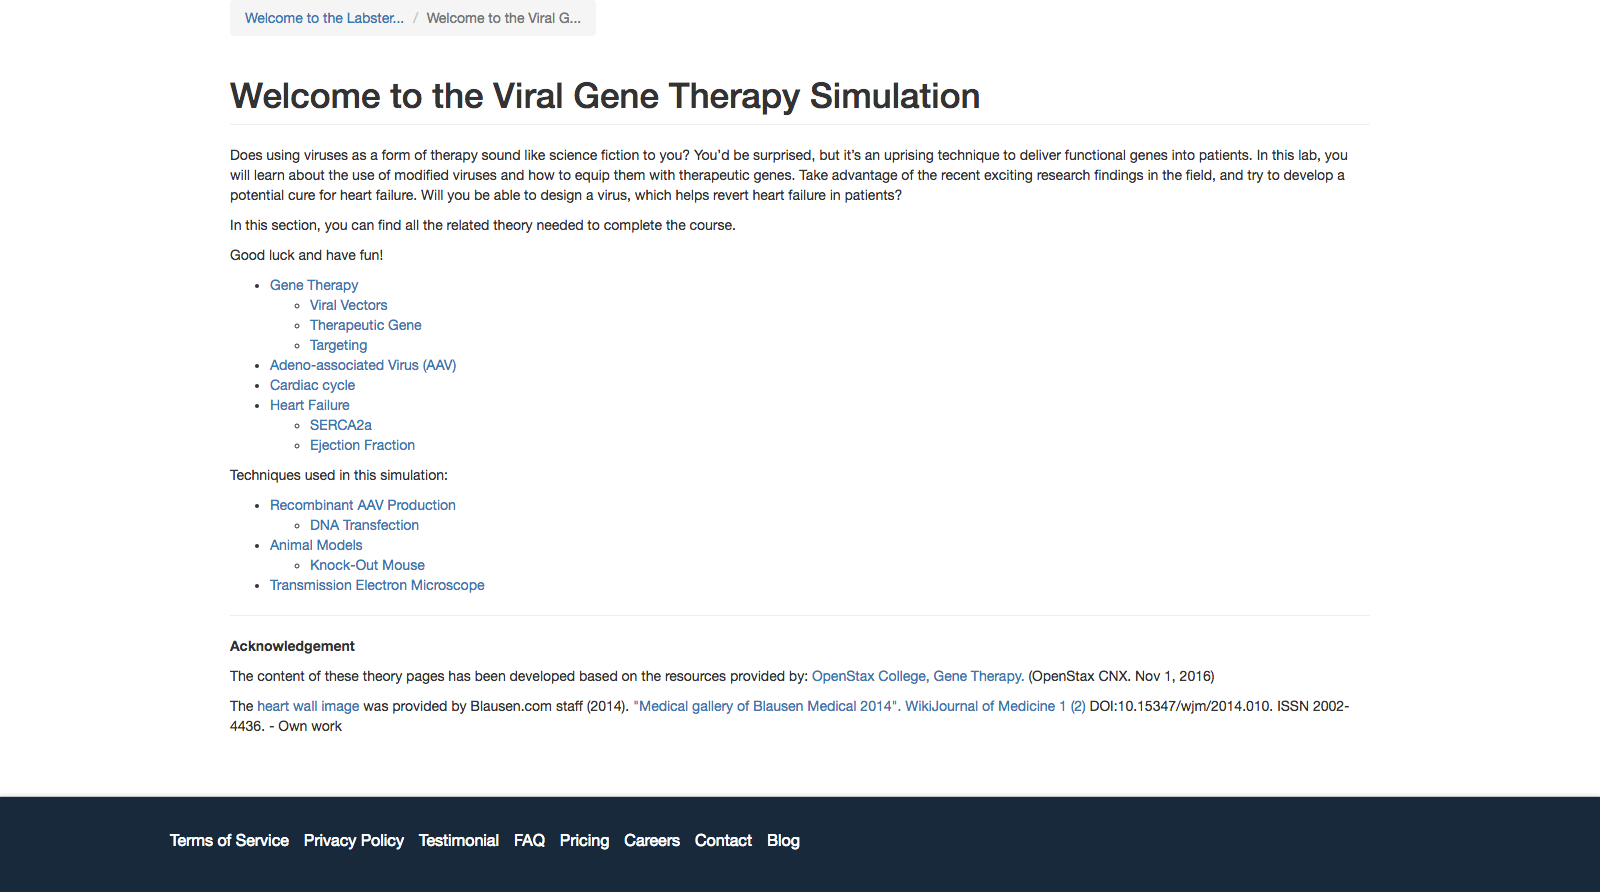 Welcome to the Labster... / Welcome to the Viral G...
Welcome to the Viral Gene Therapy Simulation
Does using viruses as a form of therapy sound like science fiction to you? You'd be surprised, but it's an uprising technique to deliver functional genes into patients. In this lab, you
will learn about the use of modified viruses and how to equip them with therapeutic genes. Take advantage of the recent exciting research findings in the field, and try to develop a
potential cure for heart failure. Will you be able to design a virus, which helps revert heart failure in patients?
In this section, you can find all the related theory needed to complete the course.
Good luck and have fun!
Gene Therapy
Viral Vectors
Therapeutic Gene
Targeting
Adeno-associated Virus (AAV)
Cardiac cycle
Heart Failure
SERCA2a
Ejection Fraction
Techniques used in this simulation:
Recombinant AAV Production
DNA Transfection
Animal Models
Knock-Out Mouse
Transmission Electron Microscope
Acknowledgement
The content of these theory pages has been developed based on the resources provided by: OpenStax College, Gene Therapy. (OpenStax CNX. Nov 1, 2016)
The heart wall image was provided by Blausen.com staff (2014). "Medical gallery of Blausen Medical 2014". WikiJournal of Medicine 1 (2) DOI:10.15347/wjm/2014.010. ISSN 2002-
4436. - Own work
Terms of Service Privacy Policy Testimonial FAQ Pricing Careers Contact Blog